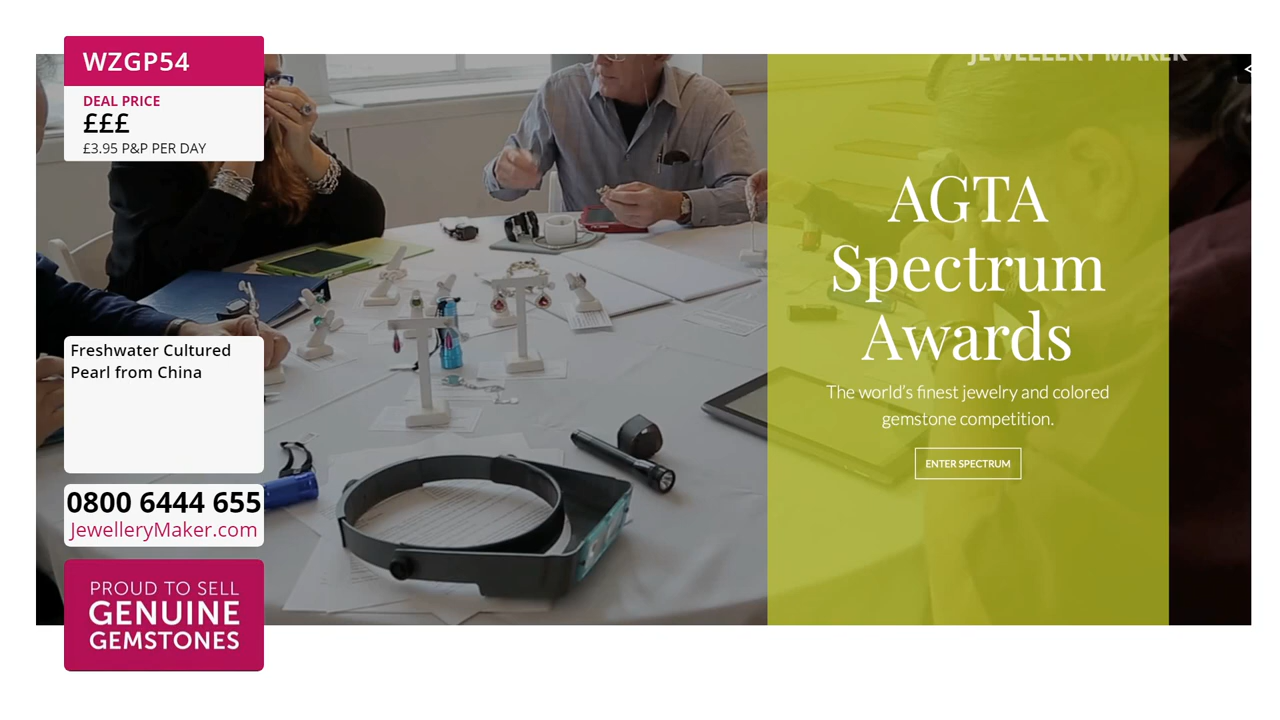 WZGP54
DEAL PRICE
£££
£3.95 P&P PER DAY
Freshwater Cultured
Pearl from China
0800 6444 655
JewelleryMaker.com
PROUD TO SELL
GENUINE
GEMSTONES
JEWELLERY MAKER
AGTA
Spectrum
Awards
The world's finest jewelry and colored
gemstone competition.
ENTER SPECTRUM